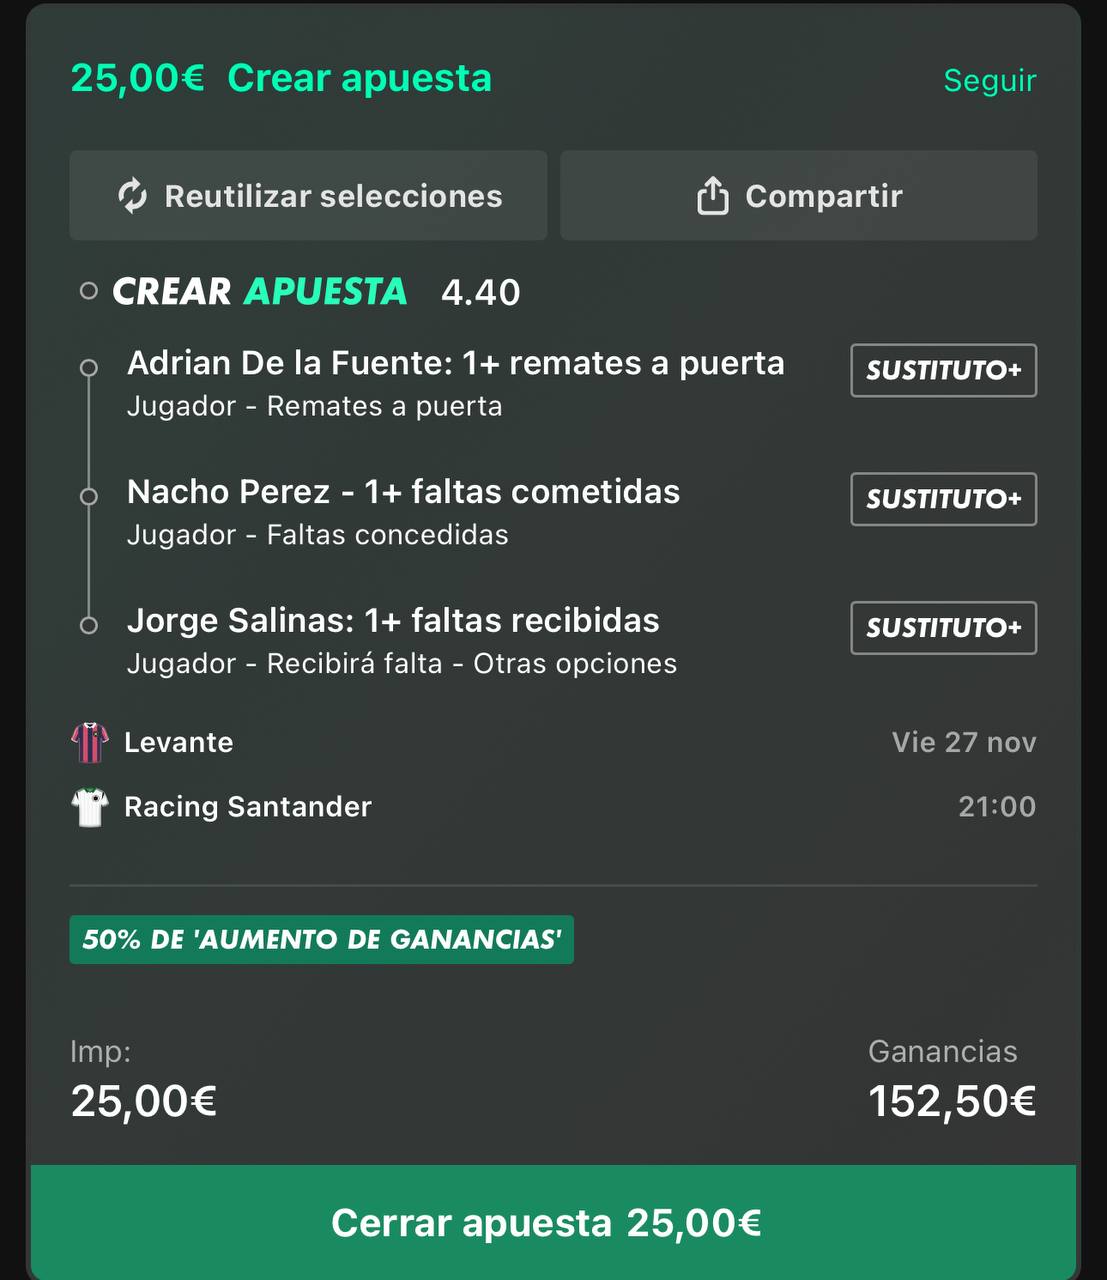 25,00€ Crear apuesta Seguir
Reutilizar selecciones Compartir
CREAR APUESTA 4.40
Adrian De la Fuente: 1+ remates a puerta SUSTITUTO+
Jugador - Remates a puerta
Nacho Perez - 1+ faltas cometidas SUSTITUTO+
Jugador - Faltas concedidas
Jorge Salinas: 1+ faltas recibidas SUSTITUTO+
Jugador - Recibirá falta - Otras opciones
Levante Vie 27 nov
Racing Santander 21:00
50% DE 'AUMENTO DE GANANCIAS'
Imp: Ganancias
25,00€ 152,50€
Cerrar apuesta 25,00€